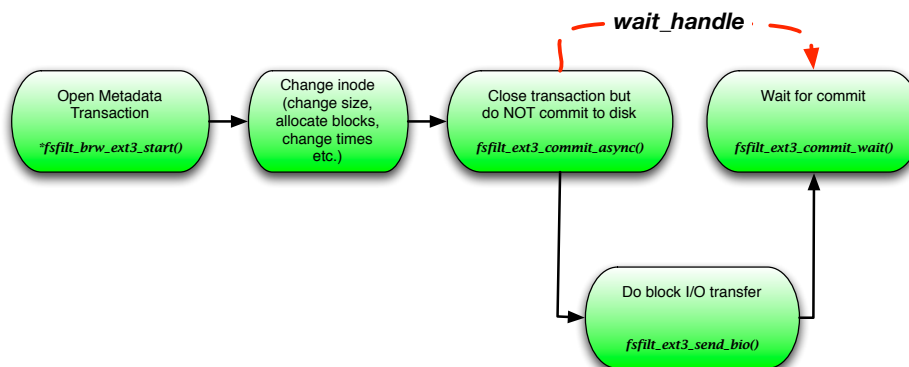 wait_handle
Open Metadata
Transaction
*fsfilt_brw_ext3_start()
Change inode
(change size,
allocate blocks,
change times
etc.)
Close transaction but
do NOT commit to disk
fsfilt_ext3_commit_async()
Wait for commit
fsfilt_ext3_commit_wait()
Do block I/O transfer
fsfilt_ext3_send_bio()